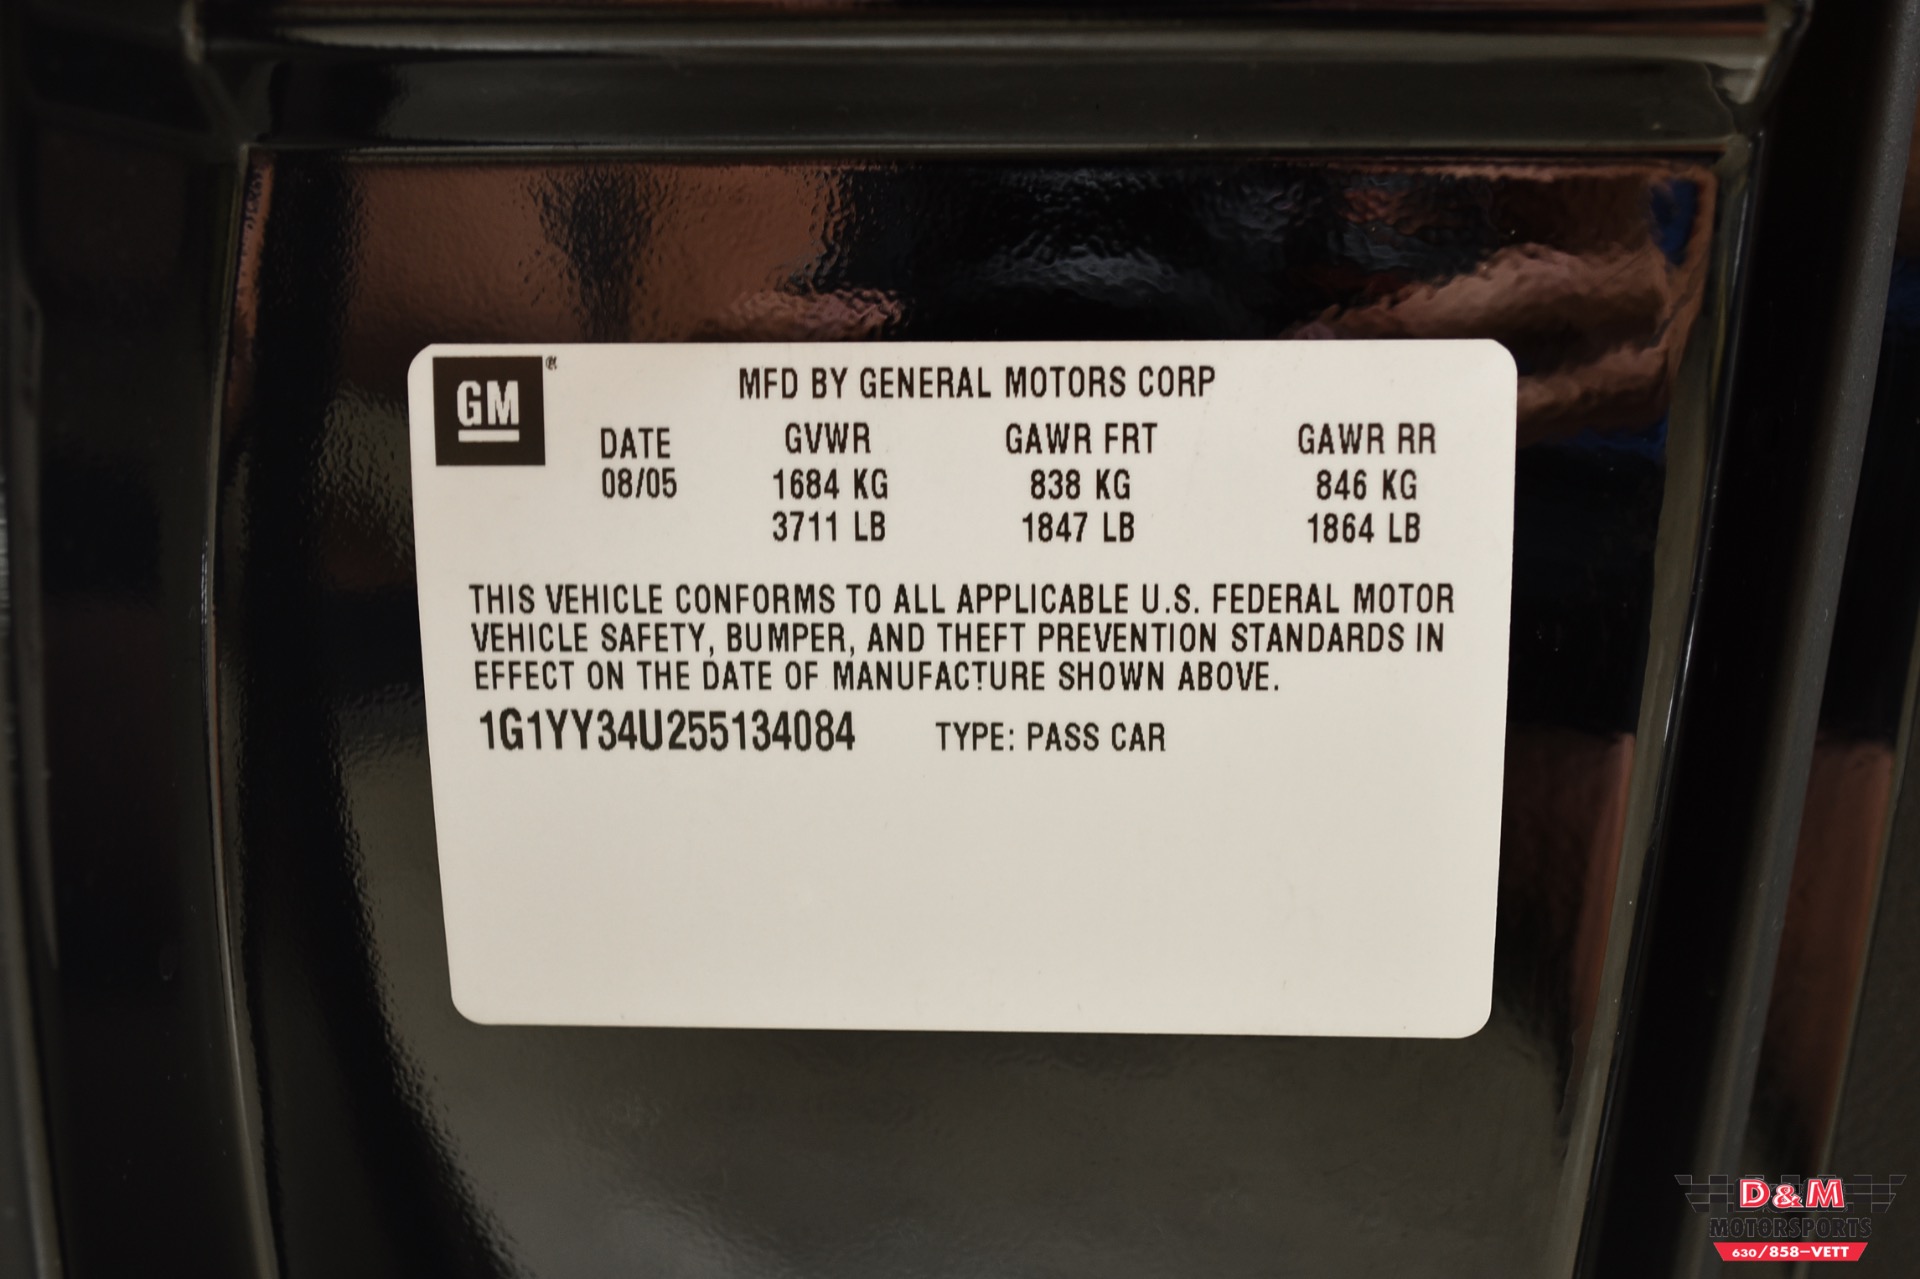 GM®
MFD BY GENERAL MOTORS CORP
DATE GVWR GAWR FRT GAWR RR
08/05 1684 KG 838 KG 846 KG
3711 LB 1847 LB 1864 LB
THIS VEHICLE CONFORMS TO ALL APPLICABLE U.S. FEDERAL MOTOR
VEHICLE SAFETY, BUMPER, AND THEFT PREVENTION STANDARDS IN
EFFECT ON THE DATE OF MANUFACTURE SHOWN ABOVE.
1G1YY34U255134084 TYPE: PASS CAR
D&M
MOTORSPORTS
630/858-VETT